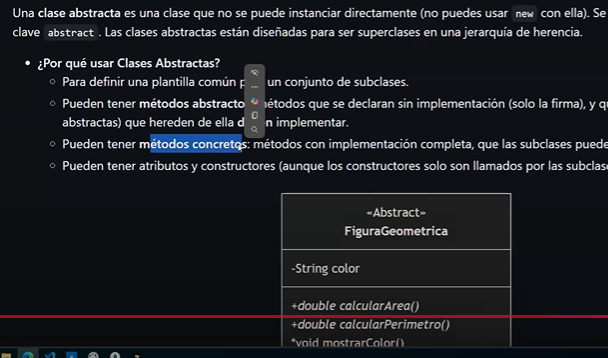 Una clase abstracta es una clase que no se puede instanciar directamente (no puedes usar new con ella). Se
clave abstract. Las clases abstractas están diseñadas para ser superclases en una jerarquía de herencia.
¿Por qué usar Clases Abstractas?
Para definir una plantilla común un conjunto de subclases.
Pueden tener métodos abstracto métodos que se declaran sin implementación (solo la firma), y q
abstractas) que hereden de ella implementar.
Pueden tener métodos concretos: métodos con implementación completa, que las subclases puede
Pueden tener atributos y constructores (aunque los constructores solo son llamados por las subclas
«Abstract»
FiguraGeometrica
-String color
+double calcularArea()
+double calcularPerimetro()
*void mostrarColor()